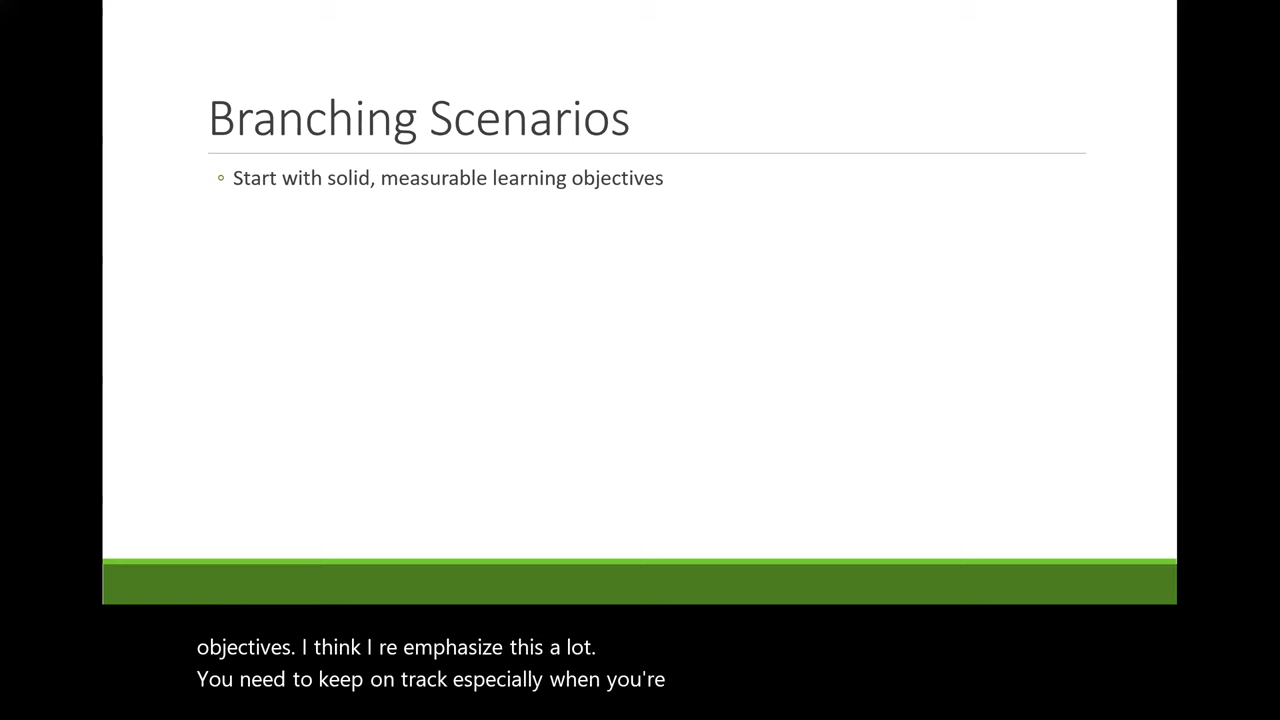 Branching Scenarios
◦ Start with solid, measurable learning objectives
objectives. I think I re emphasize this a lot.
You need to keep on track especially when you're